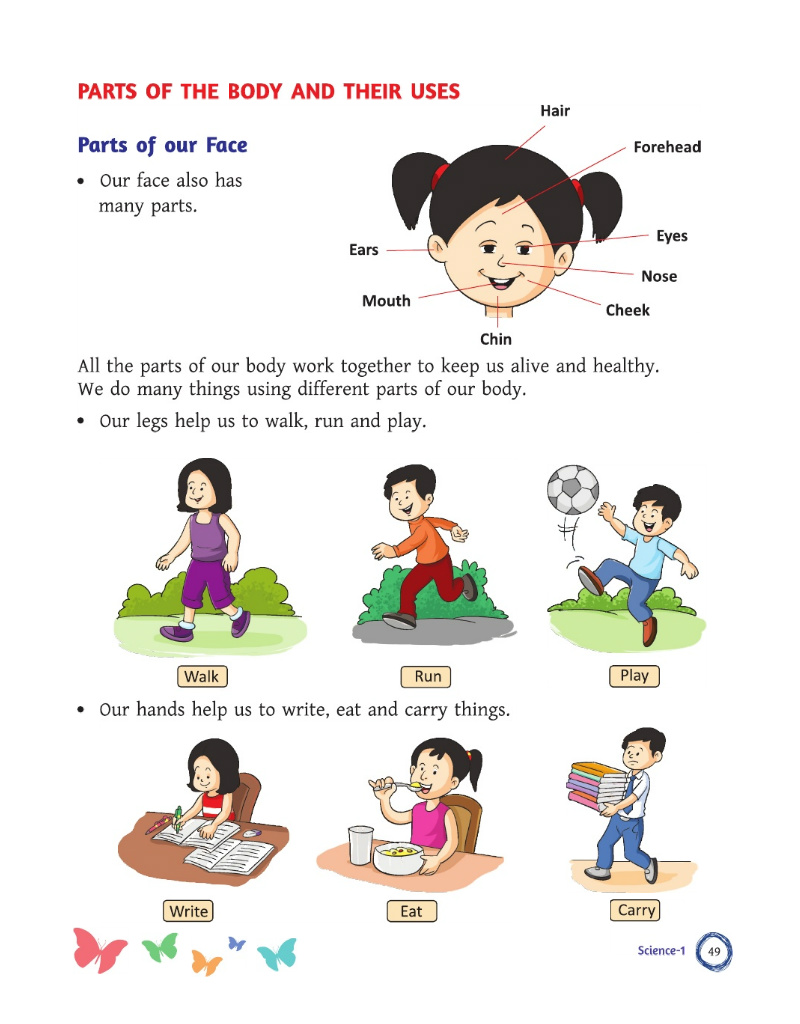 PARTS OF THE BODY AND THEIR USES
Hair
Parts of our Face
Forehead
• Our face also has
many parts.
Eyes
Ears
Nose
Mouth
Cheek
Chin
All the parts of our body work together to keep us alive and healthy.
We do many things using different parts of our body.
• Our legs help us to walk, run and play.
Walk
Run
Play
• Our hands help us to write, eat and carry things.
Write
Eat
Carry
Science-1
49